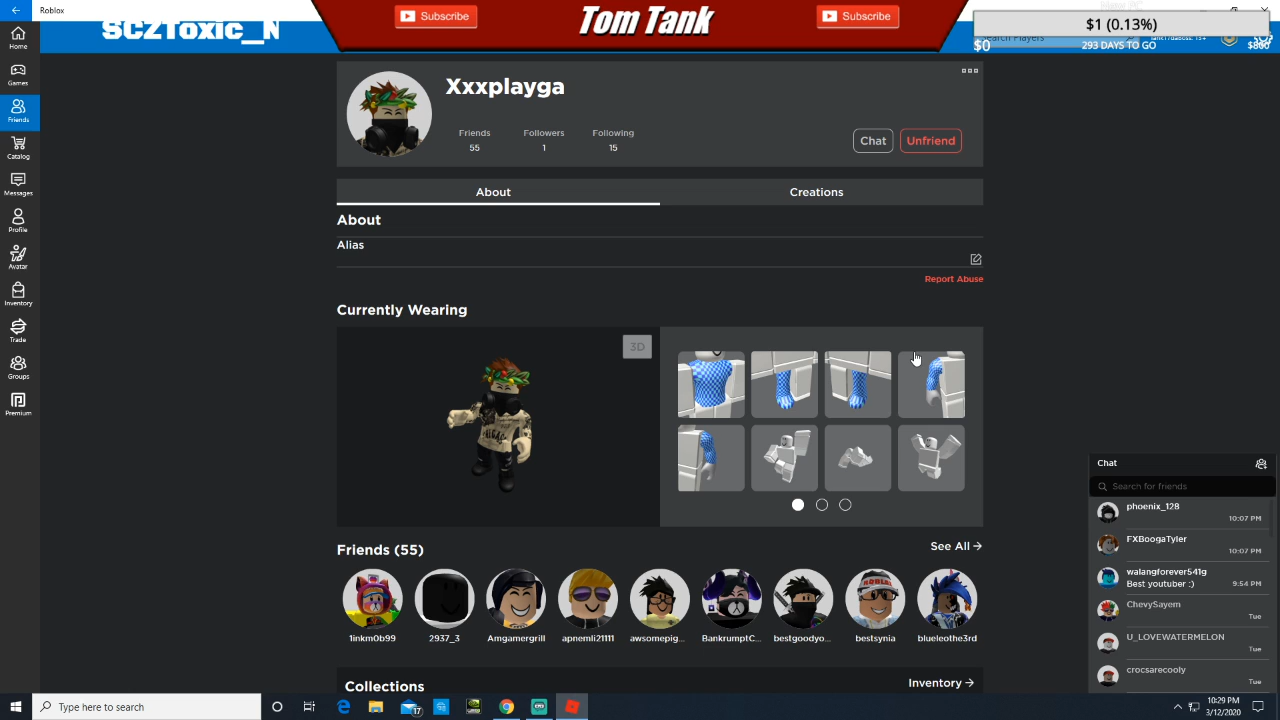 Roblox
Subscribe
Tom Tank
Subscribe
SCZToxic_N
$1 (0.13%)
$0
293 DAYS TO GO
$800
Home
Games
Friends
Catalog
Messages
Profile
Avatar
Inventory
Trade
Groups
Premium
Xxxplayga
Friends
Followers
Following
55
1
15
Chat
Unfriend
About
Creations
About
Alias
Report Abuse
Currently Wearing
3D
Friends (55)
See All
1inkm0b99
2937_3
Amgamergrill
apnemli21111
awsomepig...
BankrumptC...
bestgoodyo...
bestsynia
blueleothe3rd
Collections
Inventory
Chat
Search for friends
phoenix_128
10:07 PM
FXBoogaTyler
10:07 PM
walangforever541g
Best youtuber :)
9:54 PM
ChevySayem
Tue
U_LOVEWATERMELON
Tue
crocsarecooly
Tue
Type here to search
17
10:29 PM
3/12/2020